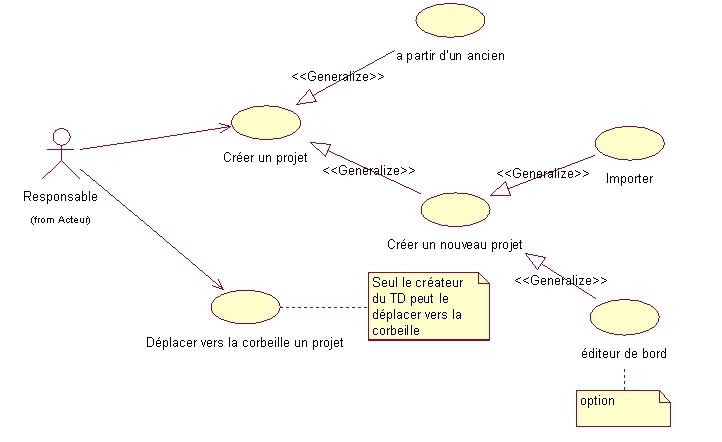 a partir d'un ancien
<<Generalize>>
Créer un projet
<<Generalize>>
<<Generalize>>
Importer
Responsable
(from Acteur)
Créer un nouveau projet
<<Generalize>>
Seul le créateur
du TD peut le
déplacer vers la
corbeille
Déplacer vers la corbeille un projet
éditeur de bord
option